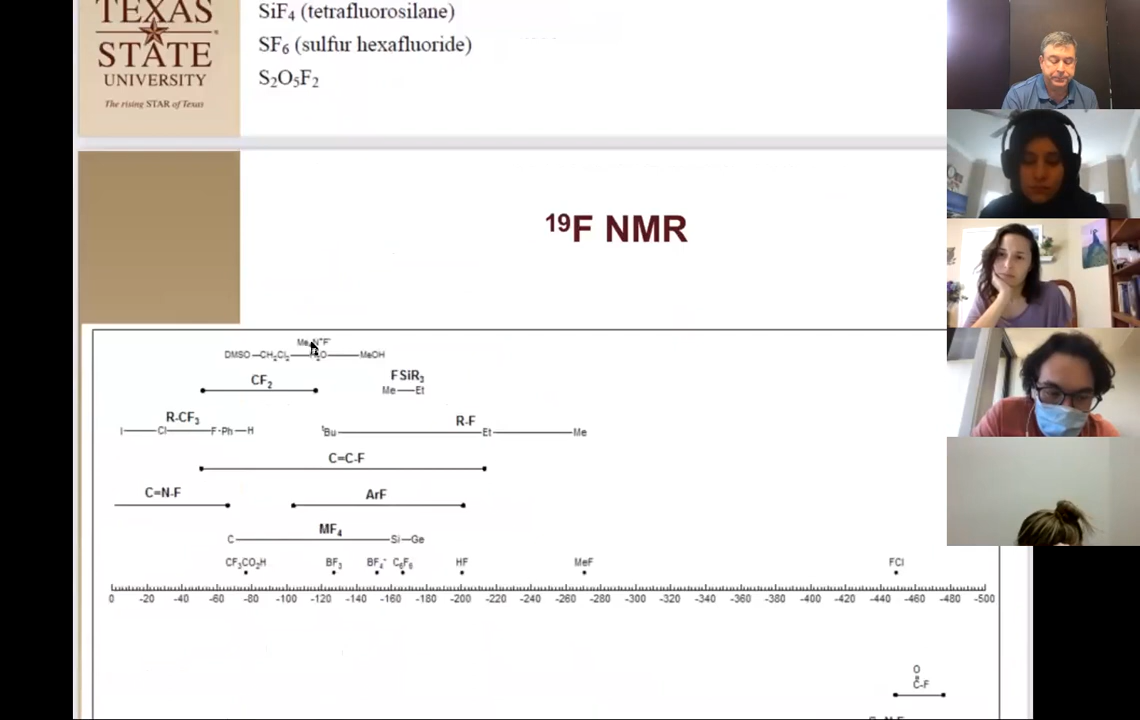 TEXAS
STATE
UNIVERSITY
The rising STAR of Texas
SiF4 (tetrafluorosilane)
SF6 (sulfur hexafluoride)
S2O5F2
19F NMR
DMSO CH2Cl2 MeOH
CF2
FSiR3
Me Et
R-CF3
R-F
I Cl F Ph H
tBu Et Me
C=C-F
C=N-F
ArF
MF4
C Si Ge
CF3CO2H BF3 BF4- C6F6 HF MeF FCl
0 -20 -40 -60 -80 -100 -120 -140 -160 -180 -200 -220 -240 -260 -280 -300 -320 -340 -360 -380 -400 -420 -440 -460 -480 -500
O
C-F